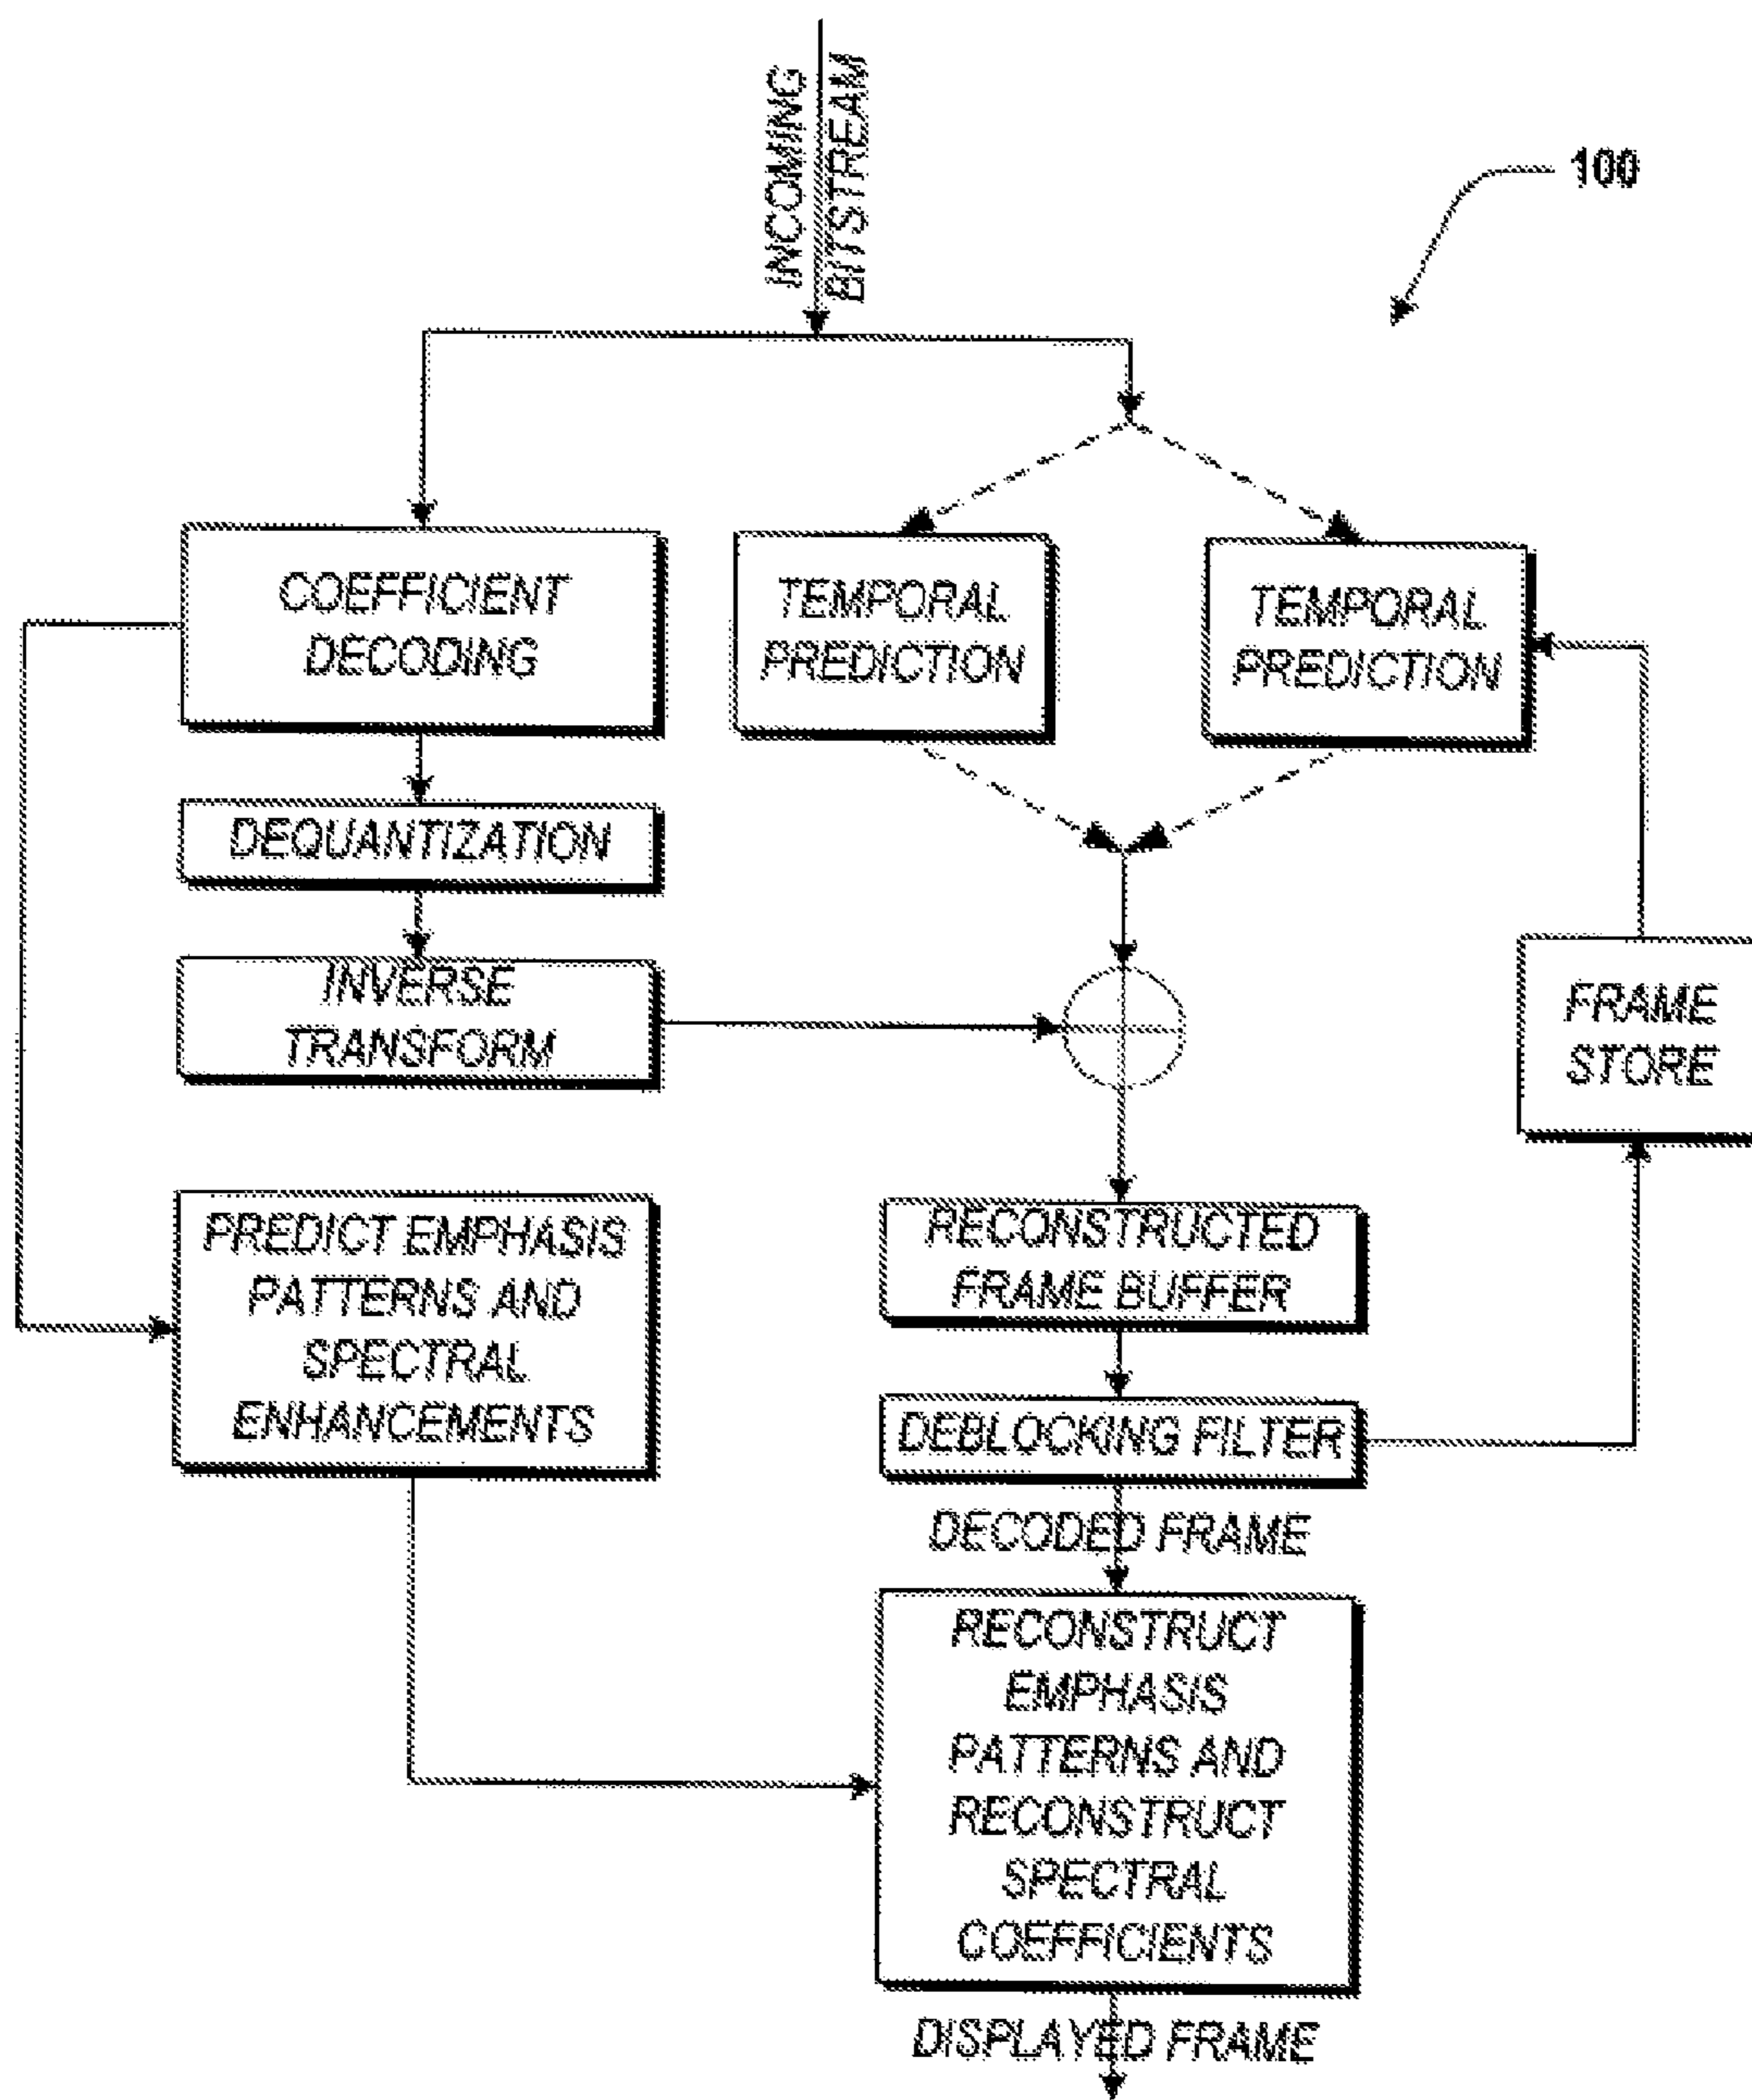 INCOMING
BITSTREAM
100
COEFFICIENT
DECODING
TEMPORAL
PREDICTION
TEMPORAL
PREDICTION
DEQUANTIZATION
INVERSE
TRANSFORM
FRAME
STORE
PREDICT EMPHASIS
PATTERNS AND
SPECTRAL
ENHANCEMENTS
RECONSTRUCTED
FRAME BUFFER
DEBLOCKING FILTER
DECODED FRAME
RECONSTRUCT
EMPHASIS
PATTERNS AND
RECONSTRUCT
SPECTRAL
COEFFICIENTS
DISPLAYED FRAME